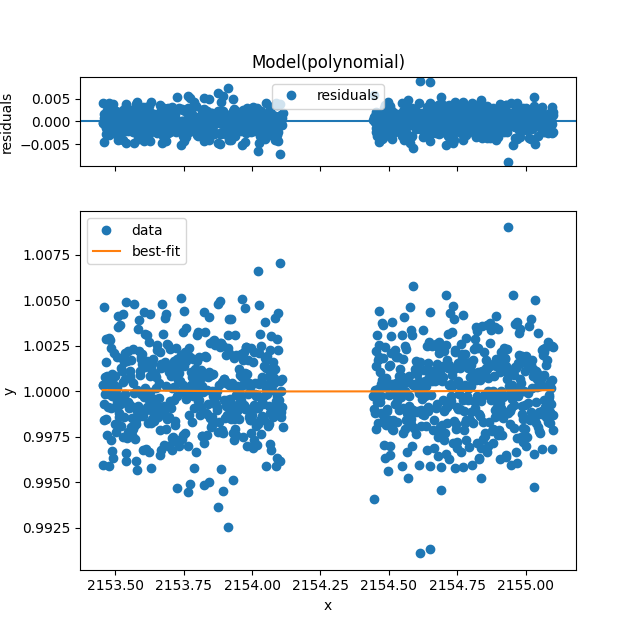 Model(polynomial)
residuals
0.005
0.000
−0.005
residuals
data
best-fit
y
1.0075
1.0050
1.0025
1.0000
0.9975
0.9950
0.9925
2153.50 2153.75 2154.00 2154.25 2154.50 2154.75 2155.00
x